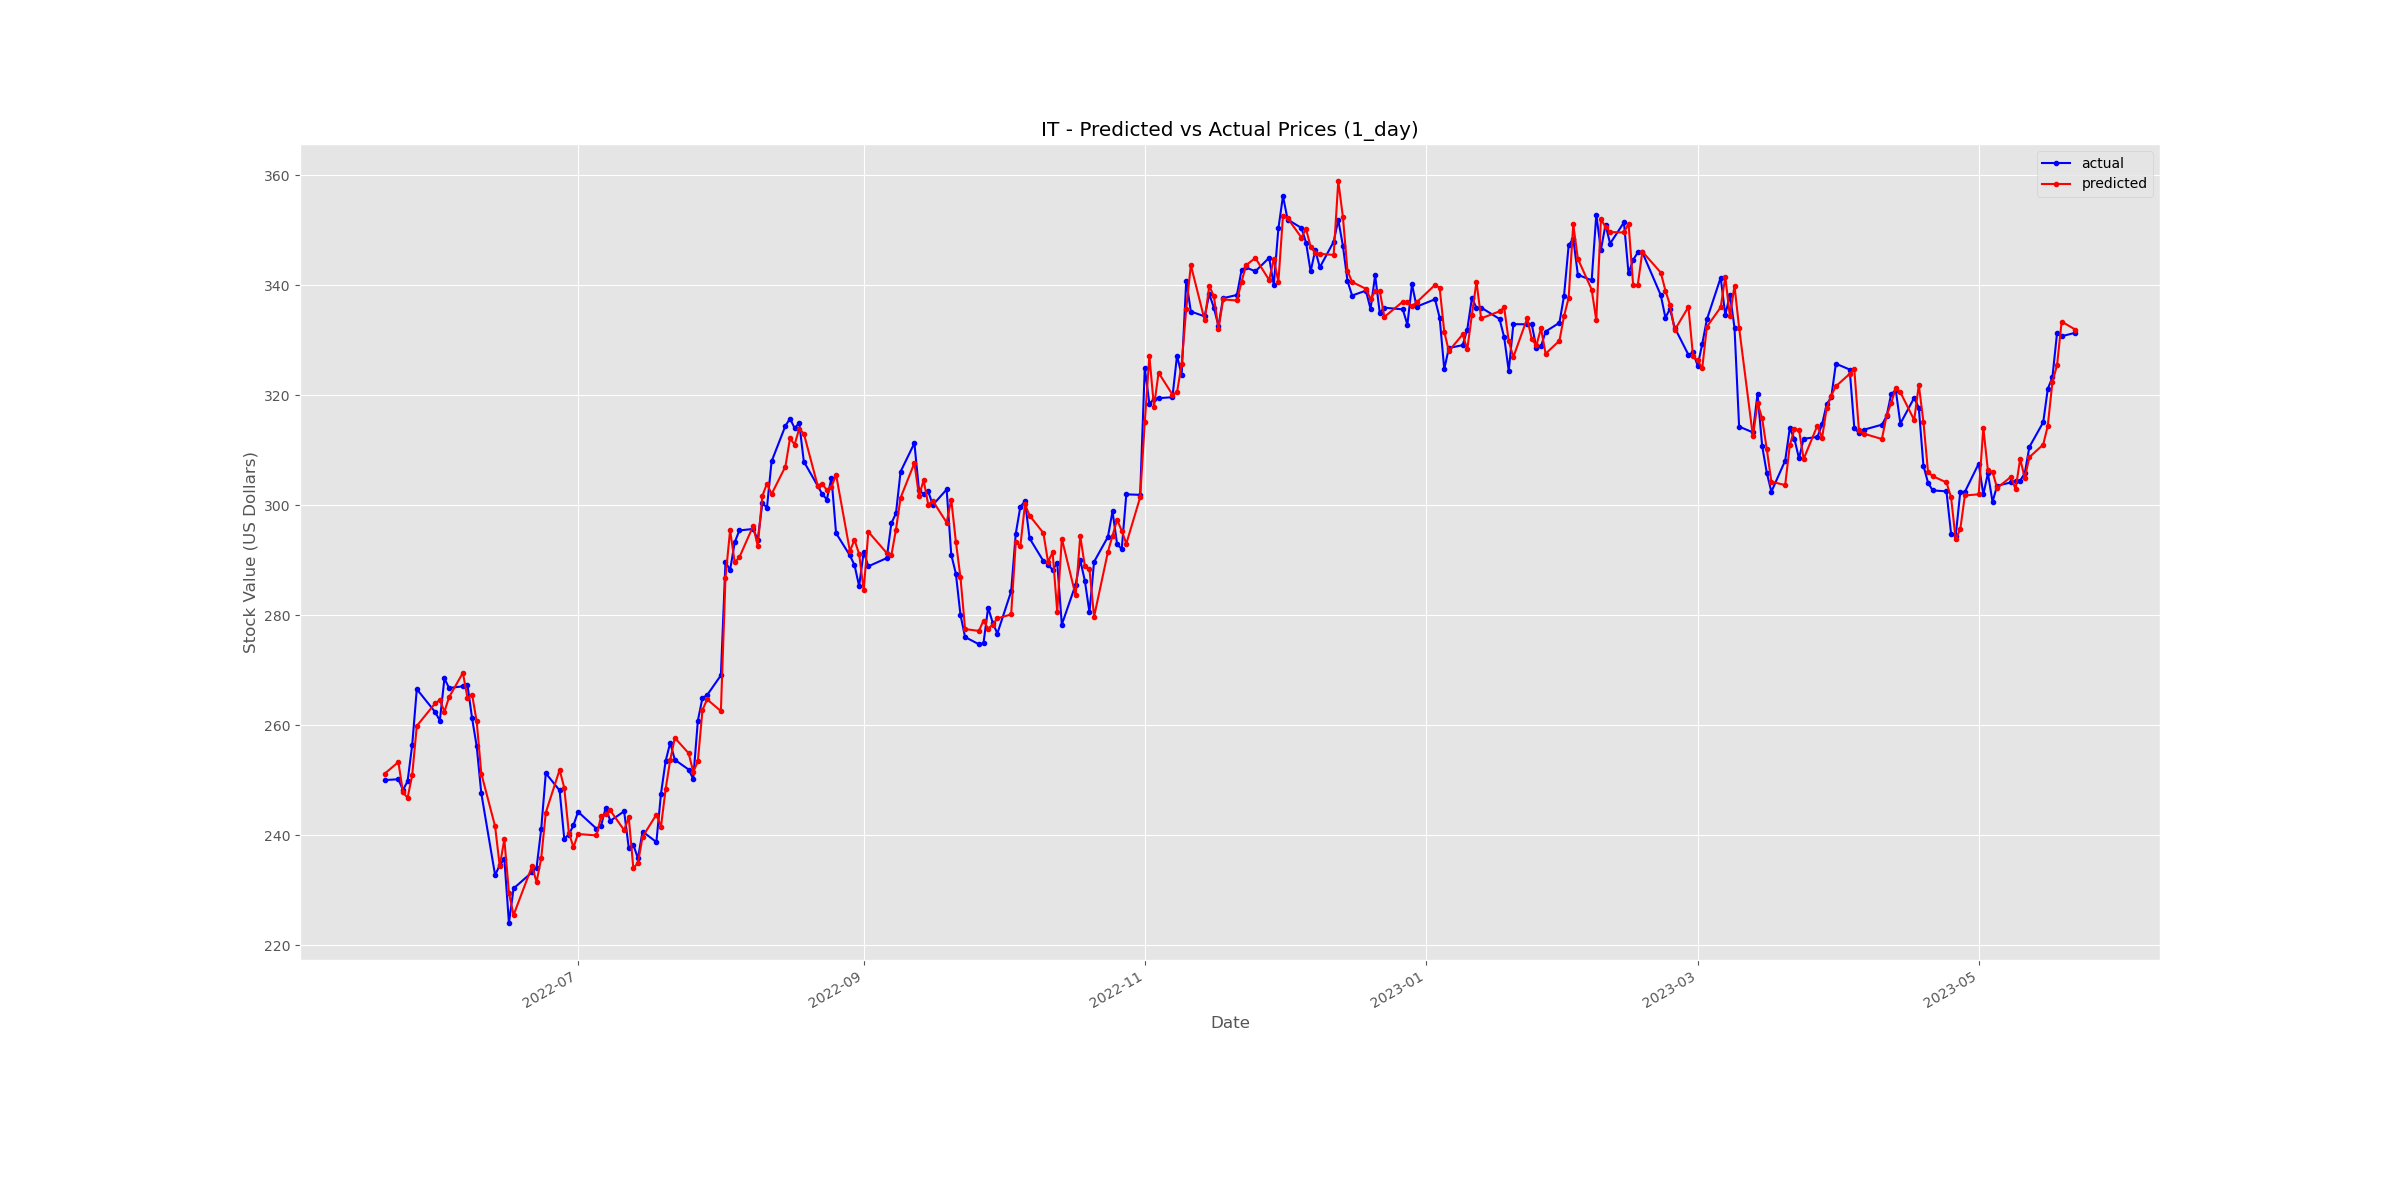 IT - Predicted vs Actual Prices (1_day)
actual
predicted
Stock Value (US Dollars)
360
340
320
300
280
260
240
220
2022-07
2022-09
2022-11
2023-01
2023-03
2023-05
Date